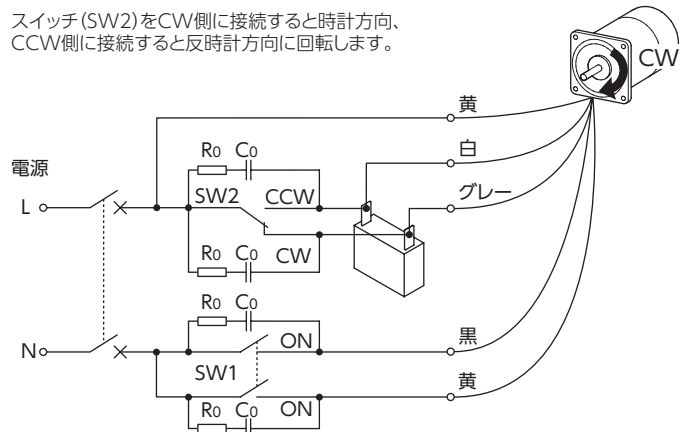 スイッチ(SW2)をCW側に接続すると時計方向、
CCW側に接続すると反時計方向に回転します。
CW
黄
R0 C0
白
電源
SW2 CCW
グレー
L
R0 C0 CW
R0 C0
N
ON
黒
SW1
黄
R0 C0 ON